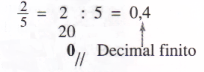 2/5 = 2 : 5 = 0,4
20
0// Decimal finito